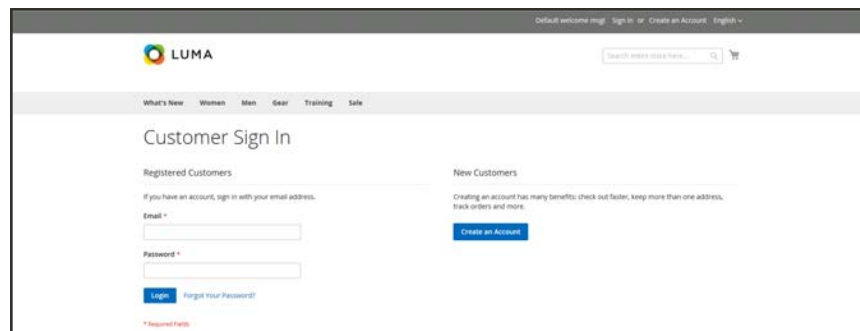 Default welcome msg! Sign In or Create an Account English
LUMA
Search entire store here...
What's New Women Men Gear Training Sale
Customer Sign In
Registered Customers
If you have an account, sign in with your email address.
Email *
Password *
Login Forgot Your Password?
* Required Fields
New Customers
Creating an account has many benefits: check out faster, keep more than one address,
track orders and more.
Create an Account